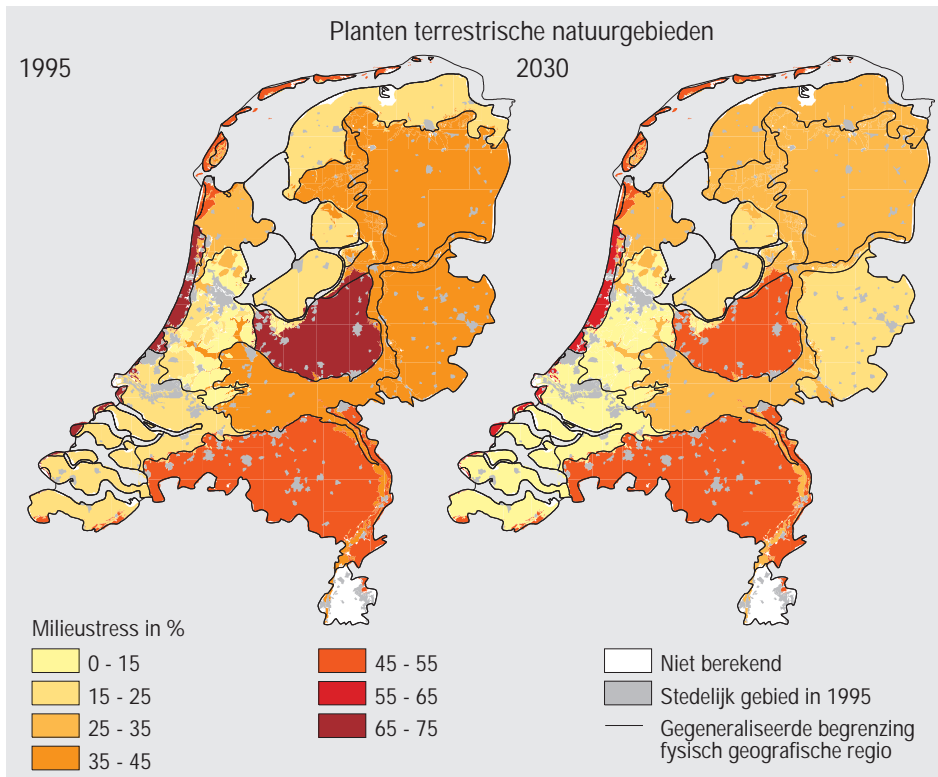 Planten terrestrische natuurgebieden
1995
2030
Milieustress in %
0 - 15
15 - 25
25 - 35
35 - 45
45 - 55
55 - 65
65 - 75
Niet berekend
Stedelijk gebied in 1995
Gegeneraliseerde begrenzing
fysisch geografische regio